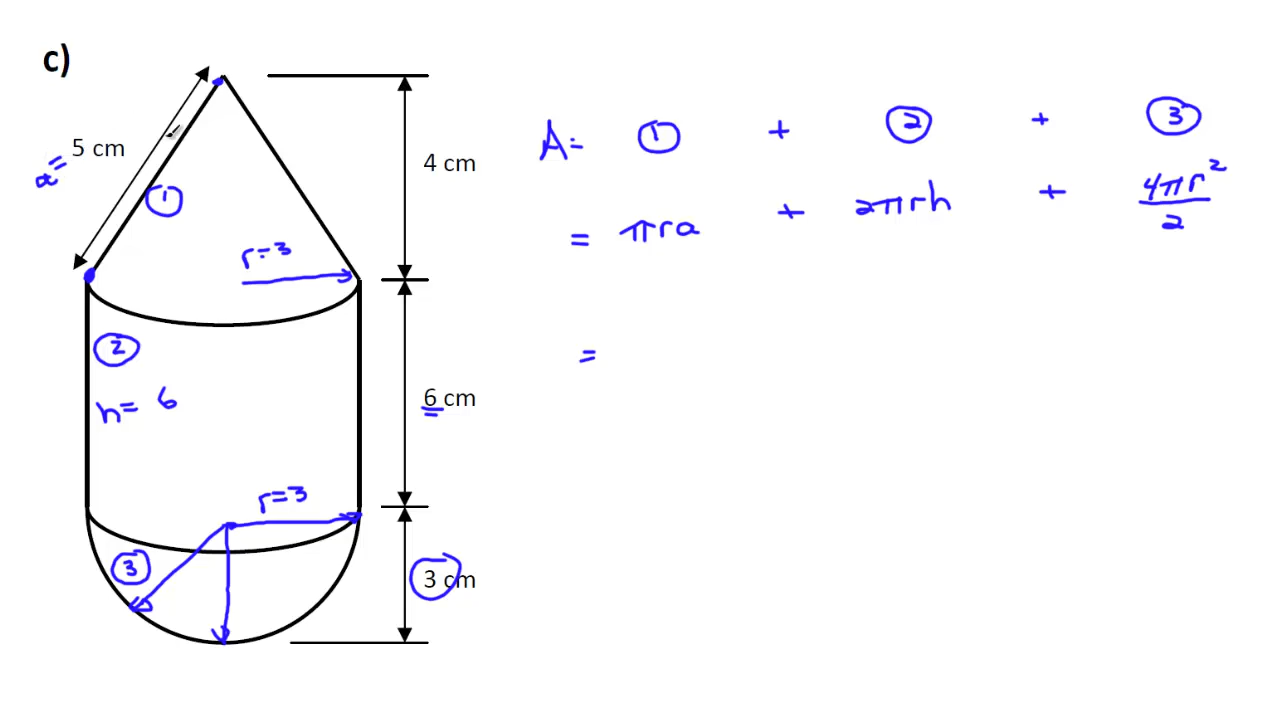 c)
5 cm
a=
①
4 cm
r=3
②
h= 6
6 cm
r=3
③
3 cm
A= ① + ② + ③
= πra + 2πrh + 4πr²/2
=